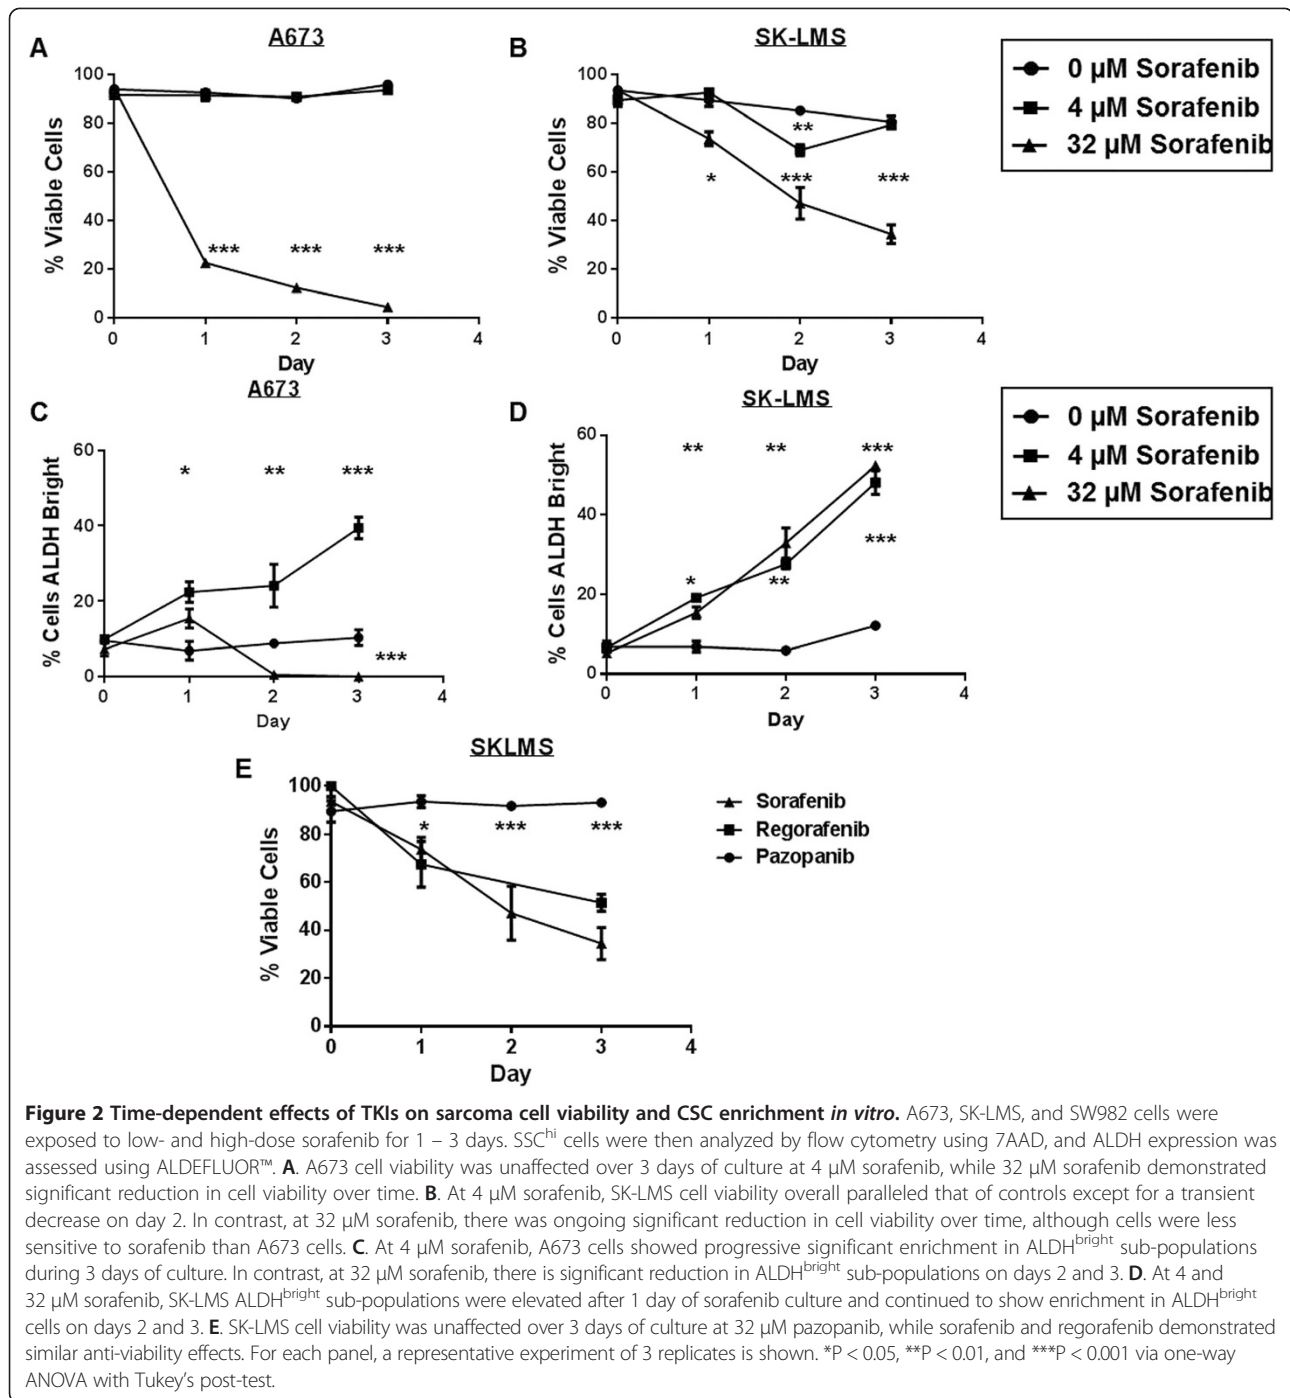 A
A673
% Viable Cells
100
80
60
40
20
0
*** *** ***
0 1 2 3 4
Day
B
SK-LMS
% Viable Cells
100
80
60
40
20
0
**
* *** ***
0 1 2 3 4
Day
0 µM Sorafenib
4 µM Sorafenib
32 µM Sorafenib
C
A673
% Cells ALDH Bright
60
40
20
0
* ** ***
***
0 1 2 3 4
Day
D
SK-LMS
% Cells ALDH Bright
60
40
20
0
** ** ***
***
* **
0 1 2 3 4
Day
0 µM Sorafenib
4 µM Sorafenib
32 µM Sorafenib
E
SKLMS
% Viable Cells
100
80
60
40
20
0
* *** ***
0 1 2 3 4
Day
Sorafenib
Regorafenib
Pazopanib
Figure 2 Time-dependent effects of TKIs on sarcoma cell viability and CSC enrichment in vitro. A673, SK-LMS, and SW982 cells were
exposed to low- and high-dose sorafenib for 1 – 3 days. SSChi cells were then analyzed by flow cytometry using 7AAD, and ALDH expression was
assessed using ALDEFLUOR™. A. A673 cell viability was unaffected over 3 days of culture at 4 µM sorafenib, while 32 µM sorafenib demonstrated
significant reduction in cell viability over time. B. At 4 µM sorafenib, SK-LMS cell viability overall paralleled that of controls except for a transient
decrease on day 2. In contrast, at 32 µM sorafenib, there was ongoing significant reduction in cell viability over time, although cells were less
sensitive to sorafenib than A673 cells. C. At 4 µM sorafenib, A673 cells showed progressive significant enrichment in ALDHbright sub-populations
during 3 days of culture. In contrast, at 32 µM sorafenib, there is significant reduction in ALDHbright sub-populations on days 2 and 3. D. At 4 and
32 µM sorafenib, SK-LMS ALDHbright sub-populations were elevated after 1 day of sorafenib culture and continued to show enrichment in ALDHbright
cells on days 2 and 3. E. SK-LMS cell viability was unaffected over 3 days of culture at 32 µM pazopanib, while sorafenib and regorafenib demonstrated
similar anti-viability effects. For each panel, a representative experiment of 3 replicates is shown. *P < 0.05, **P < 0.01, and ***P < 0.001 via one-way
ANOVA with Tukey’s post-test.